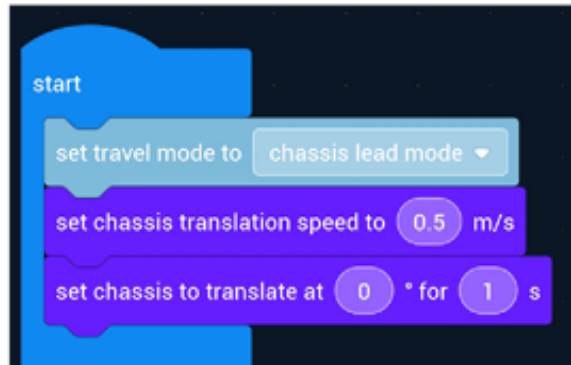 start
set travel mode to chassis lead mode
set chassis translation speed to 0.5 m/s
set chassis to translate at 0 ° for 1 s